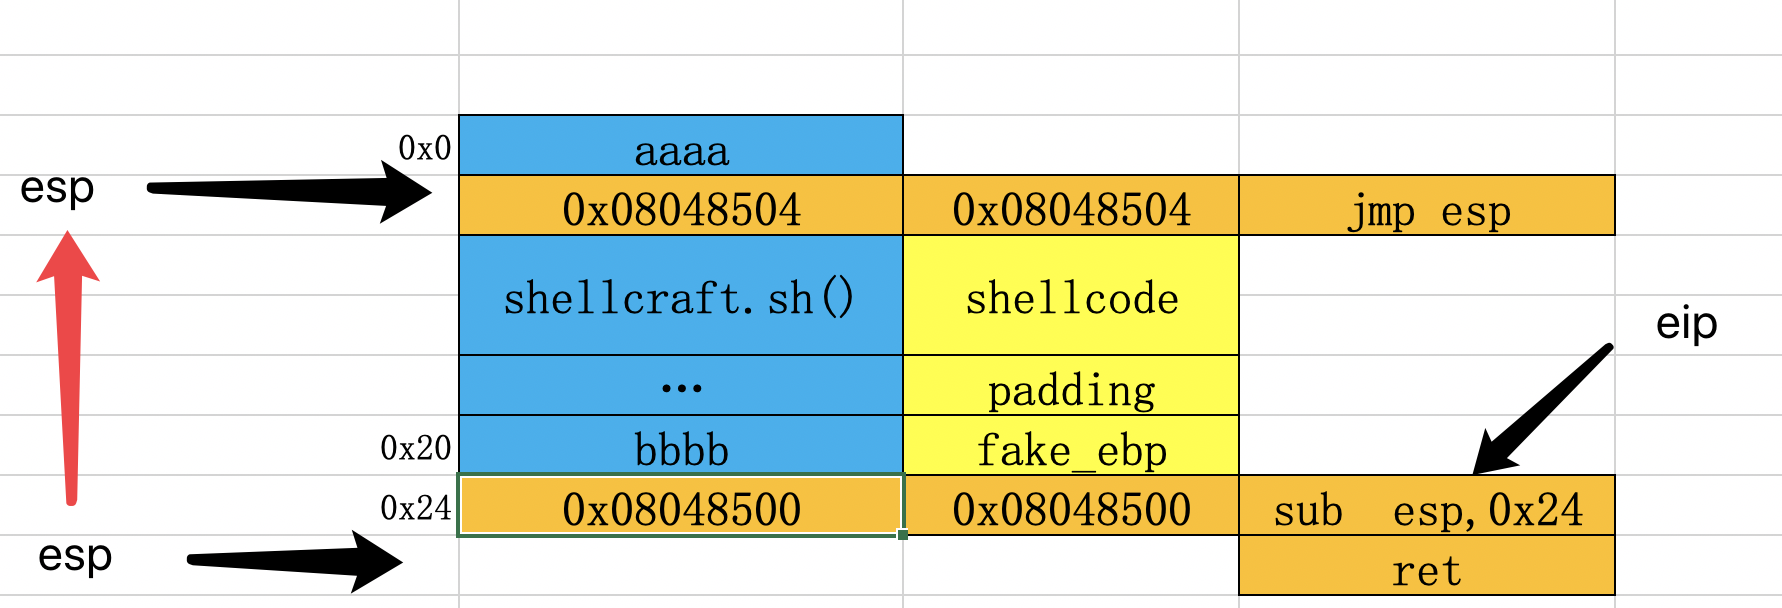 0x0 aaaa
esp 0x08048504 0x08048504 jmp esp
shellcraft.sh() shellcode
eip
... padding
0x20 bbbb fake_ebp
0x24 0x08048500 0x08048500 sub esp,0x24
esp
ret